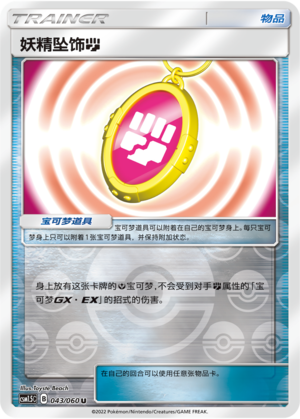 TRAINER
物品
妖精坠饰
宝可梦道具
宝可梦道具可以附着在自己的宝可梦身上。每只宝可
梦身上只可以附着1张宝可梦道具，并保持附加状态。
身上放有这张卡牌的宝可梦，不会受到对手属性的「宝
可梦GX・EX」的招式的伤害。
Illus. Toyste Beach
在自己的回合可以使用任意张物品卡。
CSM1.5C B 043/060 U
©2022 Pokémon/Nintendo/Creatures/GAME FREAK.